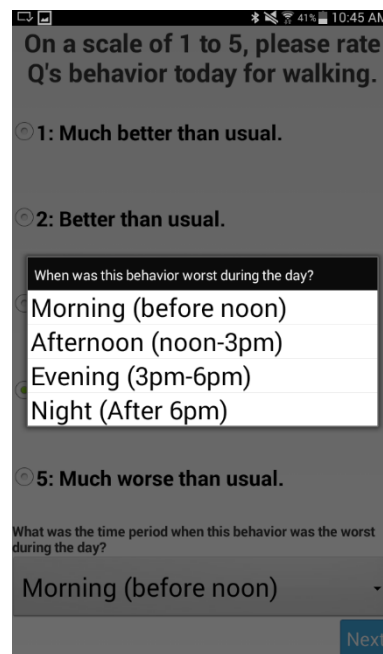 41% 10:45 AM
On a scale of 1 to 5, please rate
Q's behavior today for walking.
1: Much better than usual.
2: Better than usual.
When was this behavior worst during the day?
Morning (before noon)
Afternoon (noon-3pm)
Evening (3pm-6pm)
Night (After 6pm)
5: Much worse than usual.
What was the time period when this behavior was the worst
during the day?
Morning (before noon)
Next